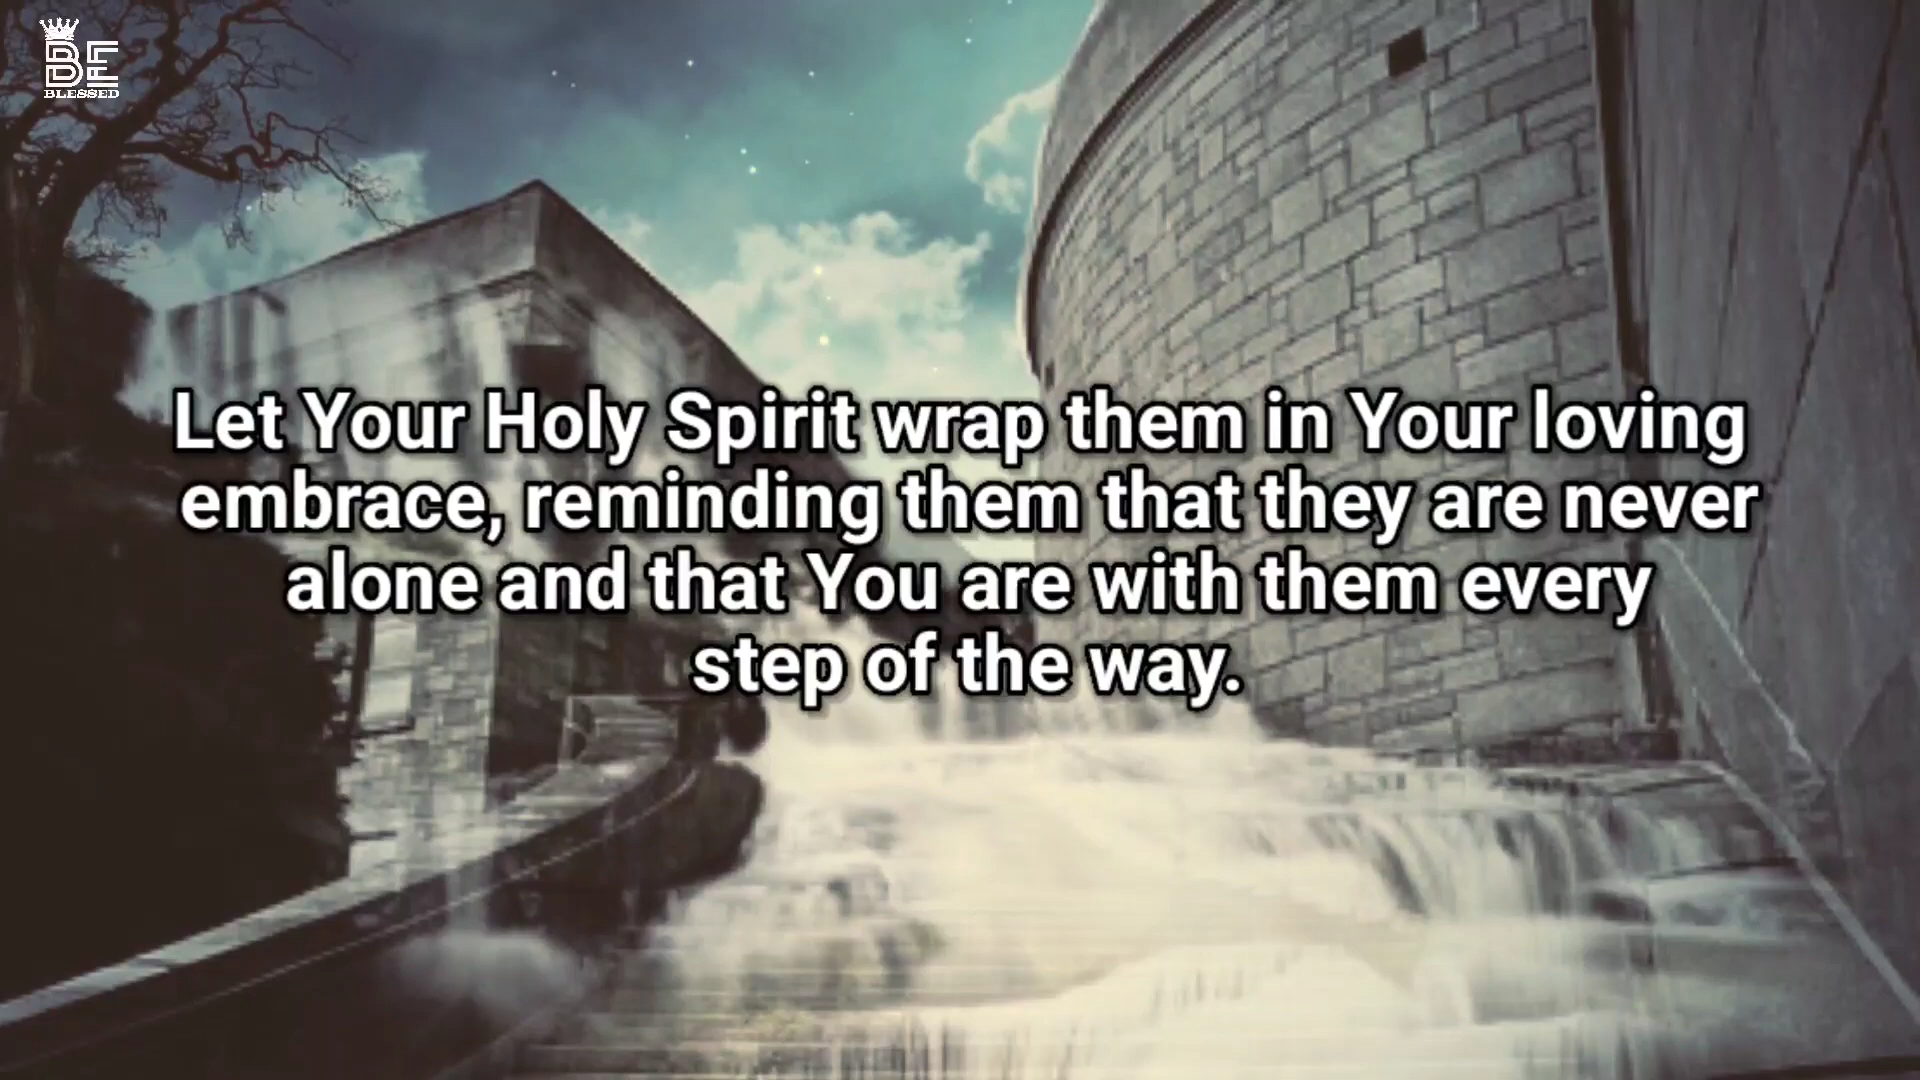 BE
BLESSED
Let Your Holy Spirit wrap them in Your loving
embrace, reminding them that they are never
alone and that You are with them every
step of the way.